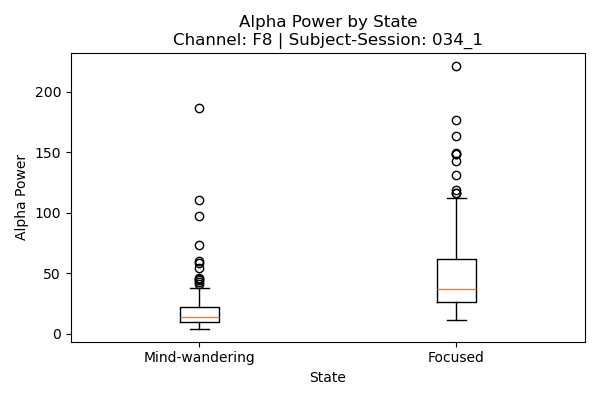 Alpha Power by State
Channel: F8 | Subject-Session: 034_1
Alpha Power
200
150
100
50
0
Mind-wandering
Focused
State